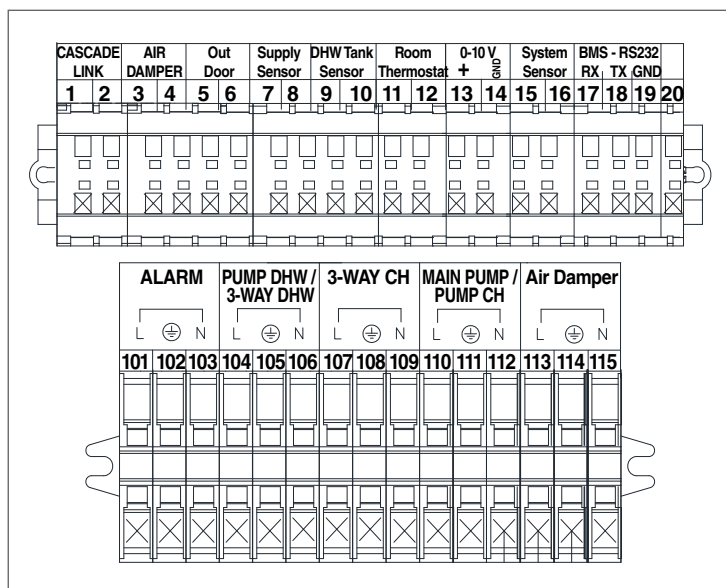 CASCADE AIR Out Supply DHW Tank Room 0-10 V System BMS - RS232
LINK DAMPER Door Sensor Sensor Thermostat + GND Sensor RX TX GND
1 2 3 4 5 6 7 8 9 10 11 12 13 14 15 16 17 18 19 20
ALARM PUMP DHW / 3-WAY CH MAIN PUMP / Air Damper
3-WAY DHW PUMP CH
L N L N L N L N L N
101 102 103 104 105 106 107 108 109 110 111 112 113 114 115